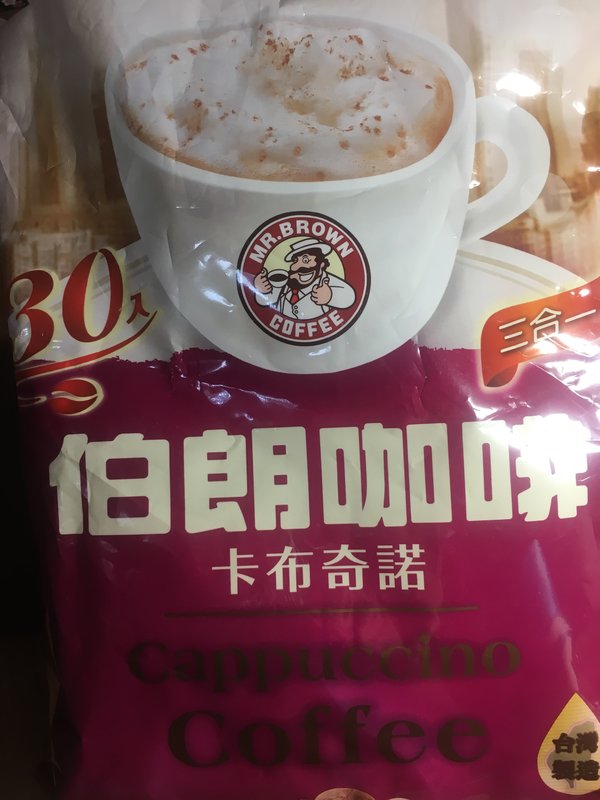 MR. BROWN
COFFEE
30入
三合一
伯朗咖啡
卡布奇諾
Cappuccino
Coffee
台灣
製造